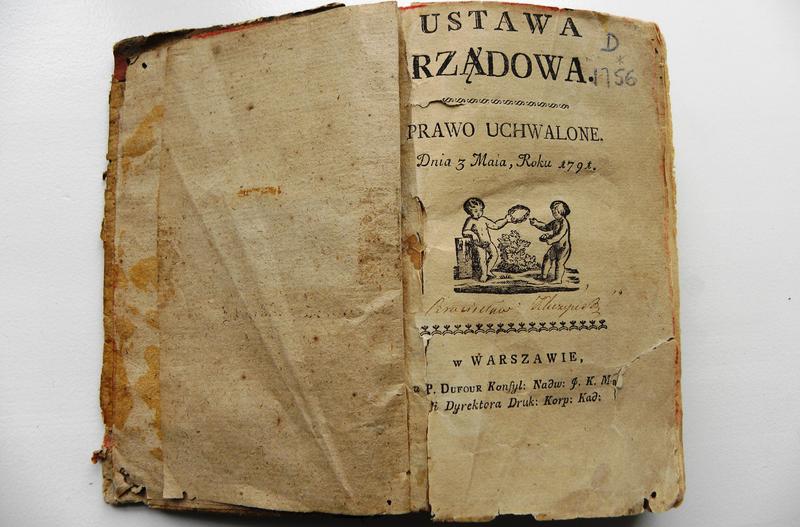 USTAWA
RZĄDOWA.
D
1756
PRAWO UCHWALONE.
Dnia 3 Maia, Roku 1791.
w WARSZAWIE,
u P. DUFOUR Konsyl: Nadw: J. K. M.
i Dyrektora Druk: Korp: Kad: